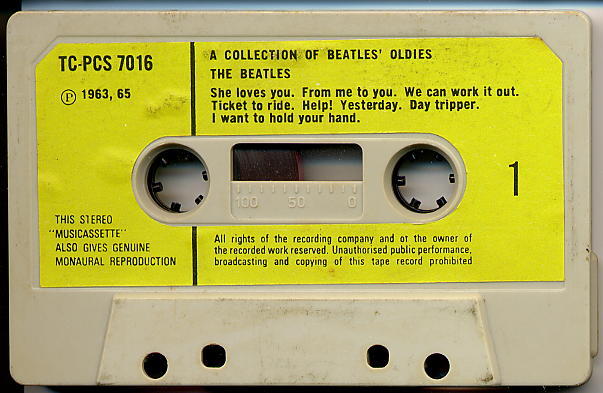 TC-PCS 7016
Ⓟ 1963, 65
A COLLECTION OF BEATLES' OLDIES
THE BEATLES
She loves you. From me to you. We can work it out.
Ticket to ride. Help! Yesterday. Day tripper.
I want to hold your hand.
100 50 0
1
THIS STEREO
"MUSICASSETTE"
ALSO GIVES GENUINE
MONAURAL REPRODUCTION
All rights of the recording company and ot the owner of
the recorded work reserved. Unauthorised public performance,
broadcasting and copying of this tape record prohibited